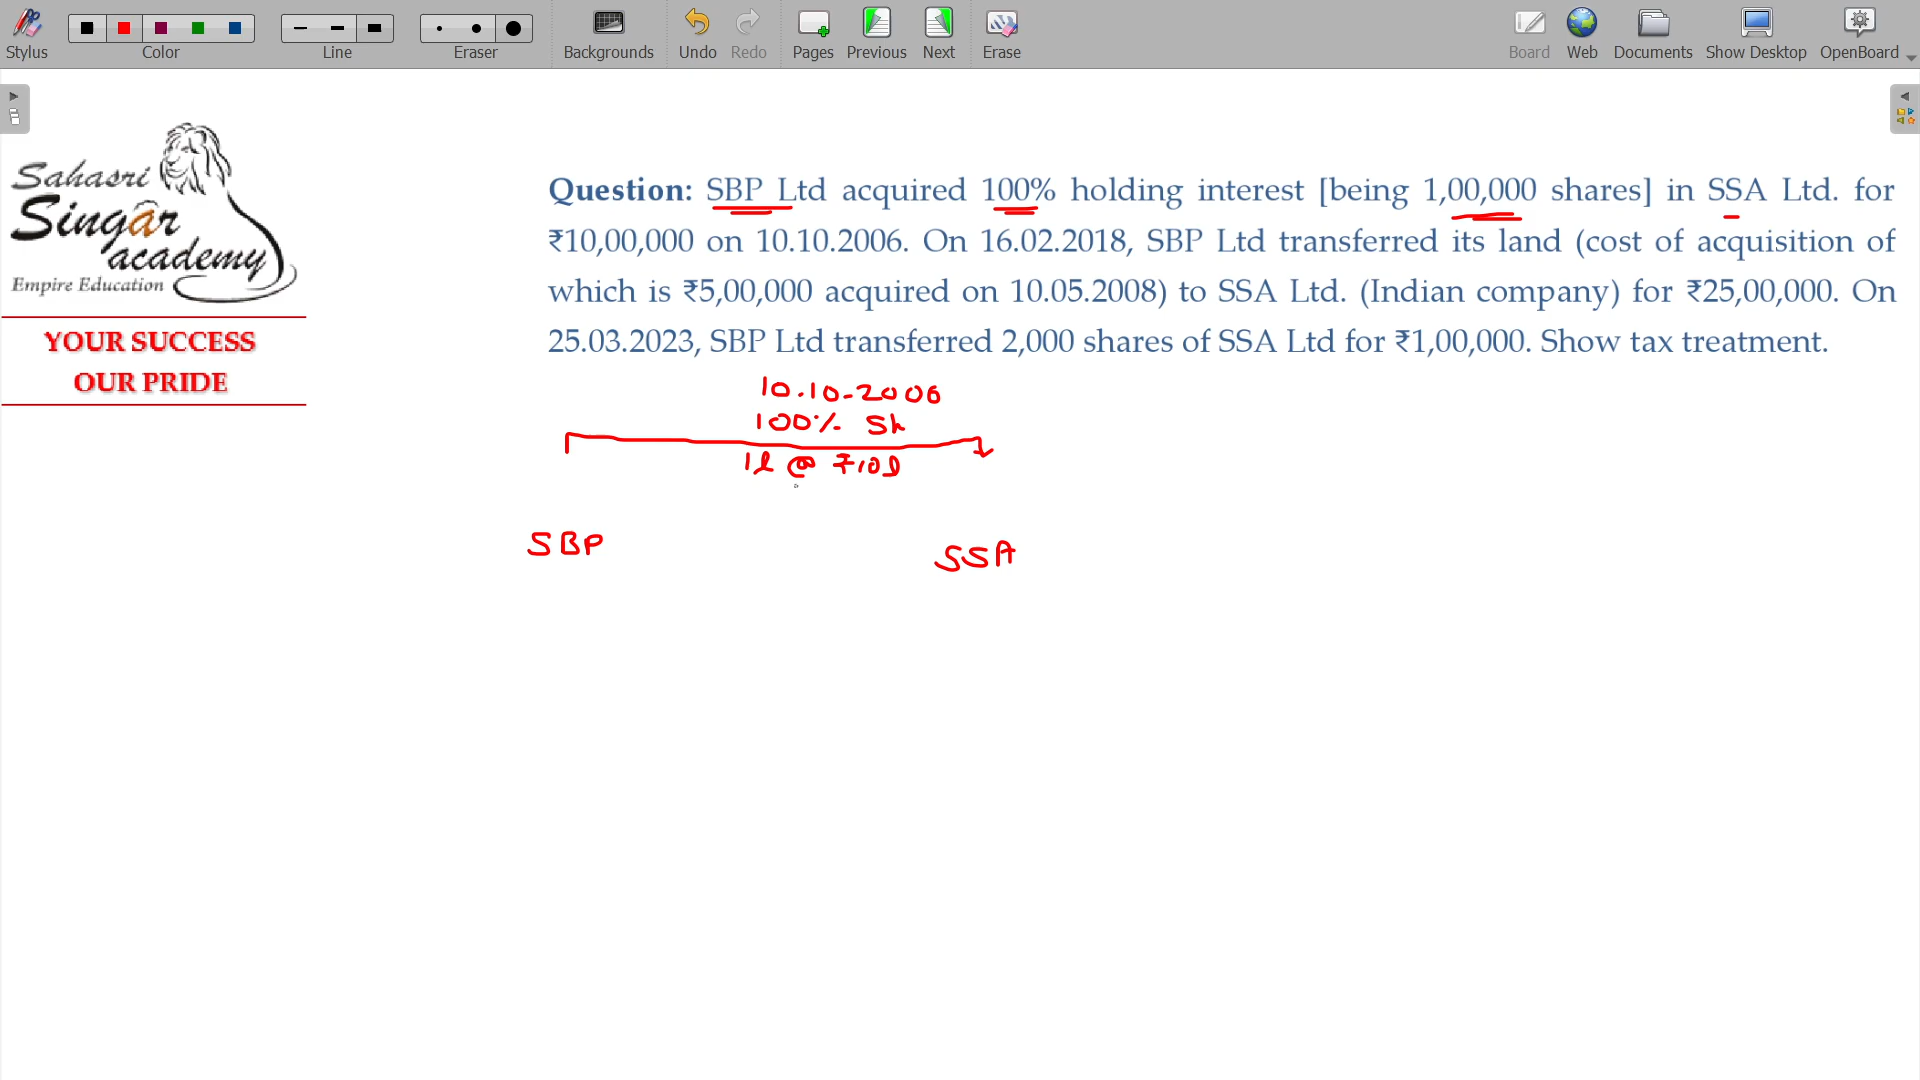 Stylus Color Line Eraser Backgrounds Undo Redo Pages Previous Next Erase Board Web Documents Show Desktop OpenBoard
Sahasri
Singār
academy
Empire Education
YOUR SUCCESS
OUR PRIDE
Question: SBP Ltd acquired 100% holding interest [being 1,00,000 shares] in SSA Ltd. for
₹10,00,000 on 10.10.2006. On 16.02.2018, SBP Ltd transferred its land (cost of acquisition of
which is ₹5,00,000 acquired on 10.05.2008) to SSA Ltd. (Indian company) for ₹25,00,000. On
25.03.2023, SBP Ltd transferred 2,000 shares of SSA Ltd for ₹1,00,000. Show tax treatment.
10.10.2006
100% Sh
1l @ ₹10l
SBP
SSA